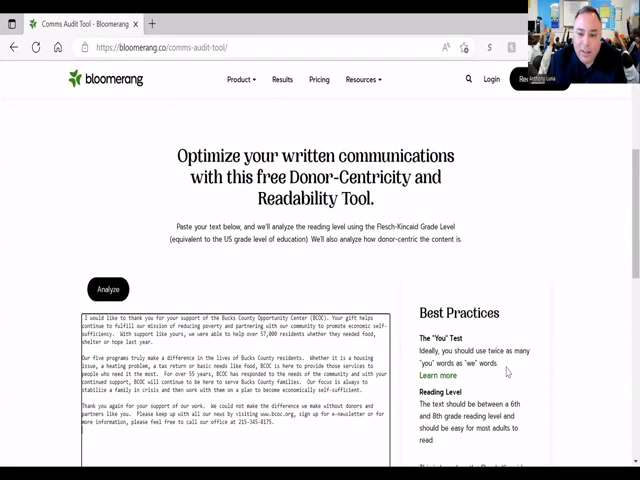 Comms Audit Tool - Bloomerang
https://bloomerang.co/comms-audit-tool/
bloomerang
Product
Results
Pricing
Resources
Login
Anthony Luna
Optimize your written communications
with this free Donor-Centricity and
Readability Tool.
Paste your text below, and we'll analyze the reading level using the Flesch-Kincaid Grade Level
(equivalent to the US grade level of education) We'll also analyze how donor-centric the content is.
Analyze
I would like to thank you for your support of the Bucks County Opportunity Center (BCOC). Your gift helps
continue to fulfill our mission of reducing poverty and partnering with our community to promote economic self-
sufficiency. With support like yours, we were able to help over 57,000 residents whether they needed food,
shelter or hope last year.
Our five programs truly make a difference in the lives of Bucks County residents. Whether it is a housing
issue, a heating problem, a tax return or basic needs like food, BCOC is here to provide those services to
people who need it the most. For over 55 years, BCOC has responded to the needs of the community and with your
continued support, BCOC will continue to be here to serve Bucks County families. Our focus is always to
stabilize a family in crisis and then work with them on a plan to become economically self-sufficient.
Thank you again for your support of our work. We could not make the difference we make without donors and
partners like you. Please keep up with all our news by visiting www.bcoc.org, sign up for e-newsletter or for
more information, please feel free to call our office at 215-345-8175.
Best Practices
The "You" Test
Ideally, you should use twice as many
"you" words as "we" words.
Learn more
Reading Level
The text should be between a 6th
and 8th grade reading level and
should be easy for most adults to
read